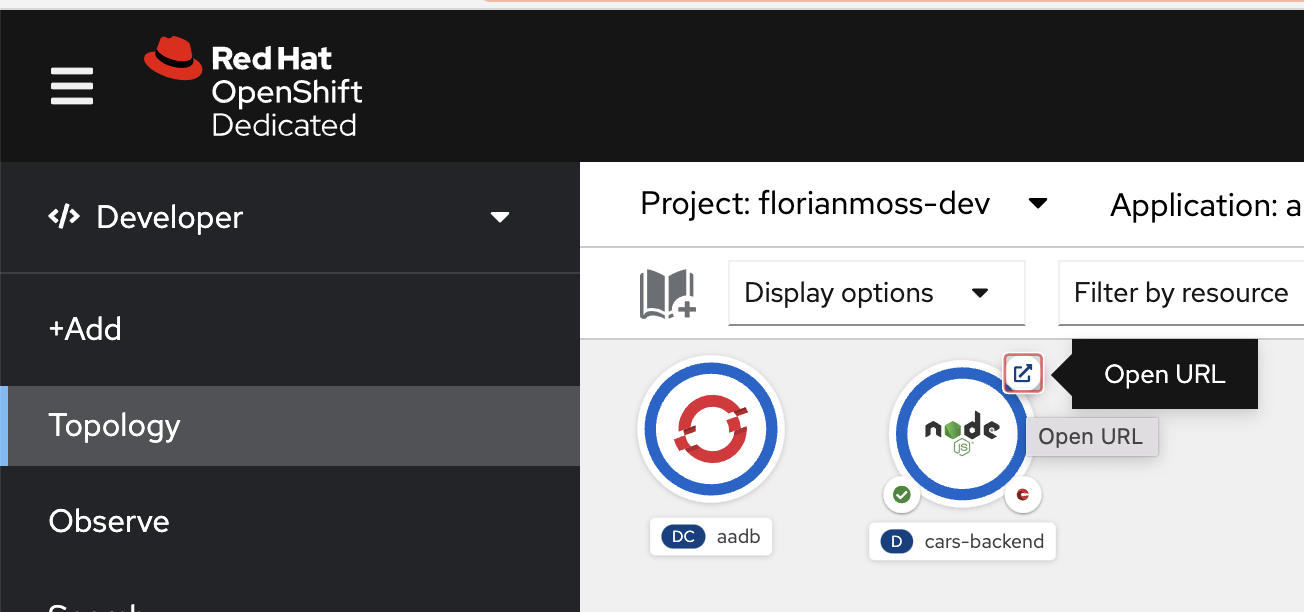 Red Hat
OpenShift
Dedicated
Developer
Project: florianmoss-dev
Application: a
+Add
Display options
Filter by resource
Topology
Open URL
node
JS
Open URL
Observe
DC aadb
D cars-backend